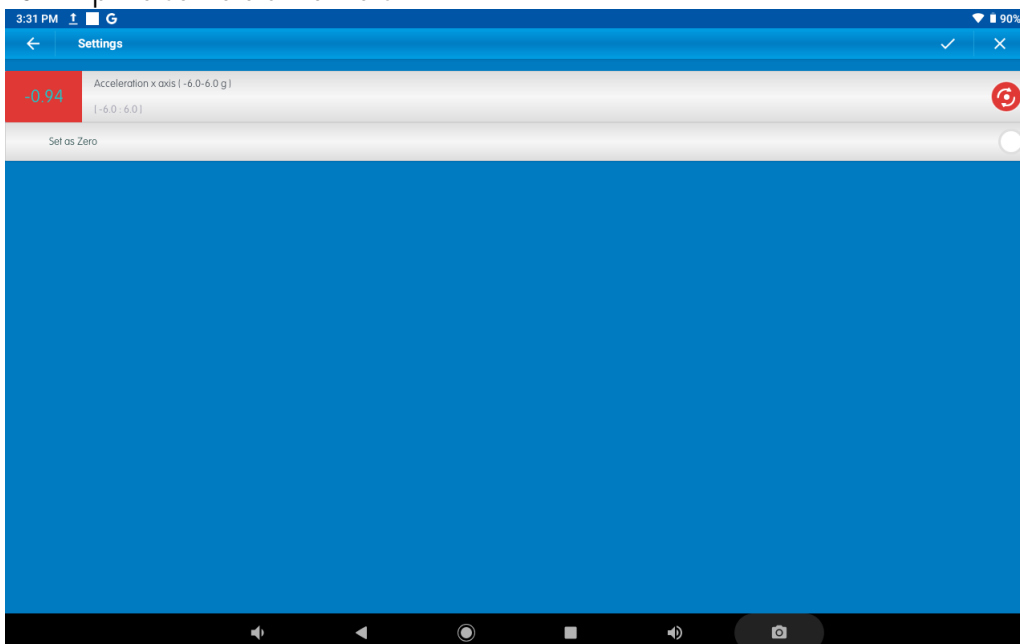 3:31 PM G 90%
Settings
-0.94
Acceleration x axis ( -6.0-6.0 g )
[ -6.0 : 6.0 ]
Set as Zero